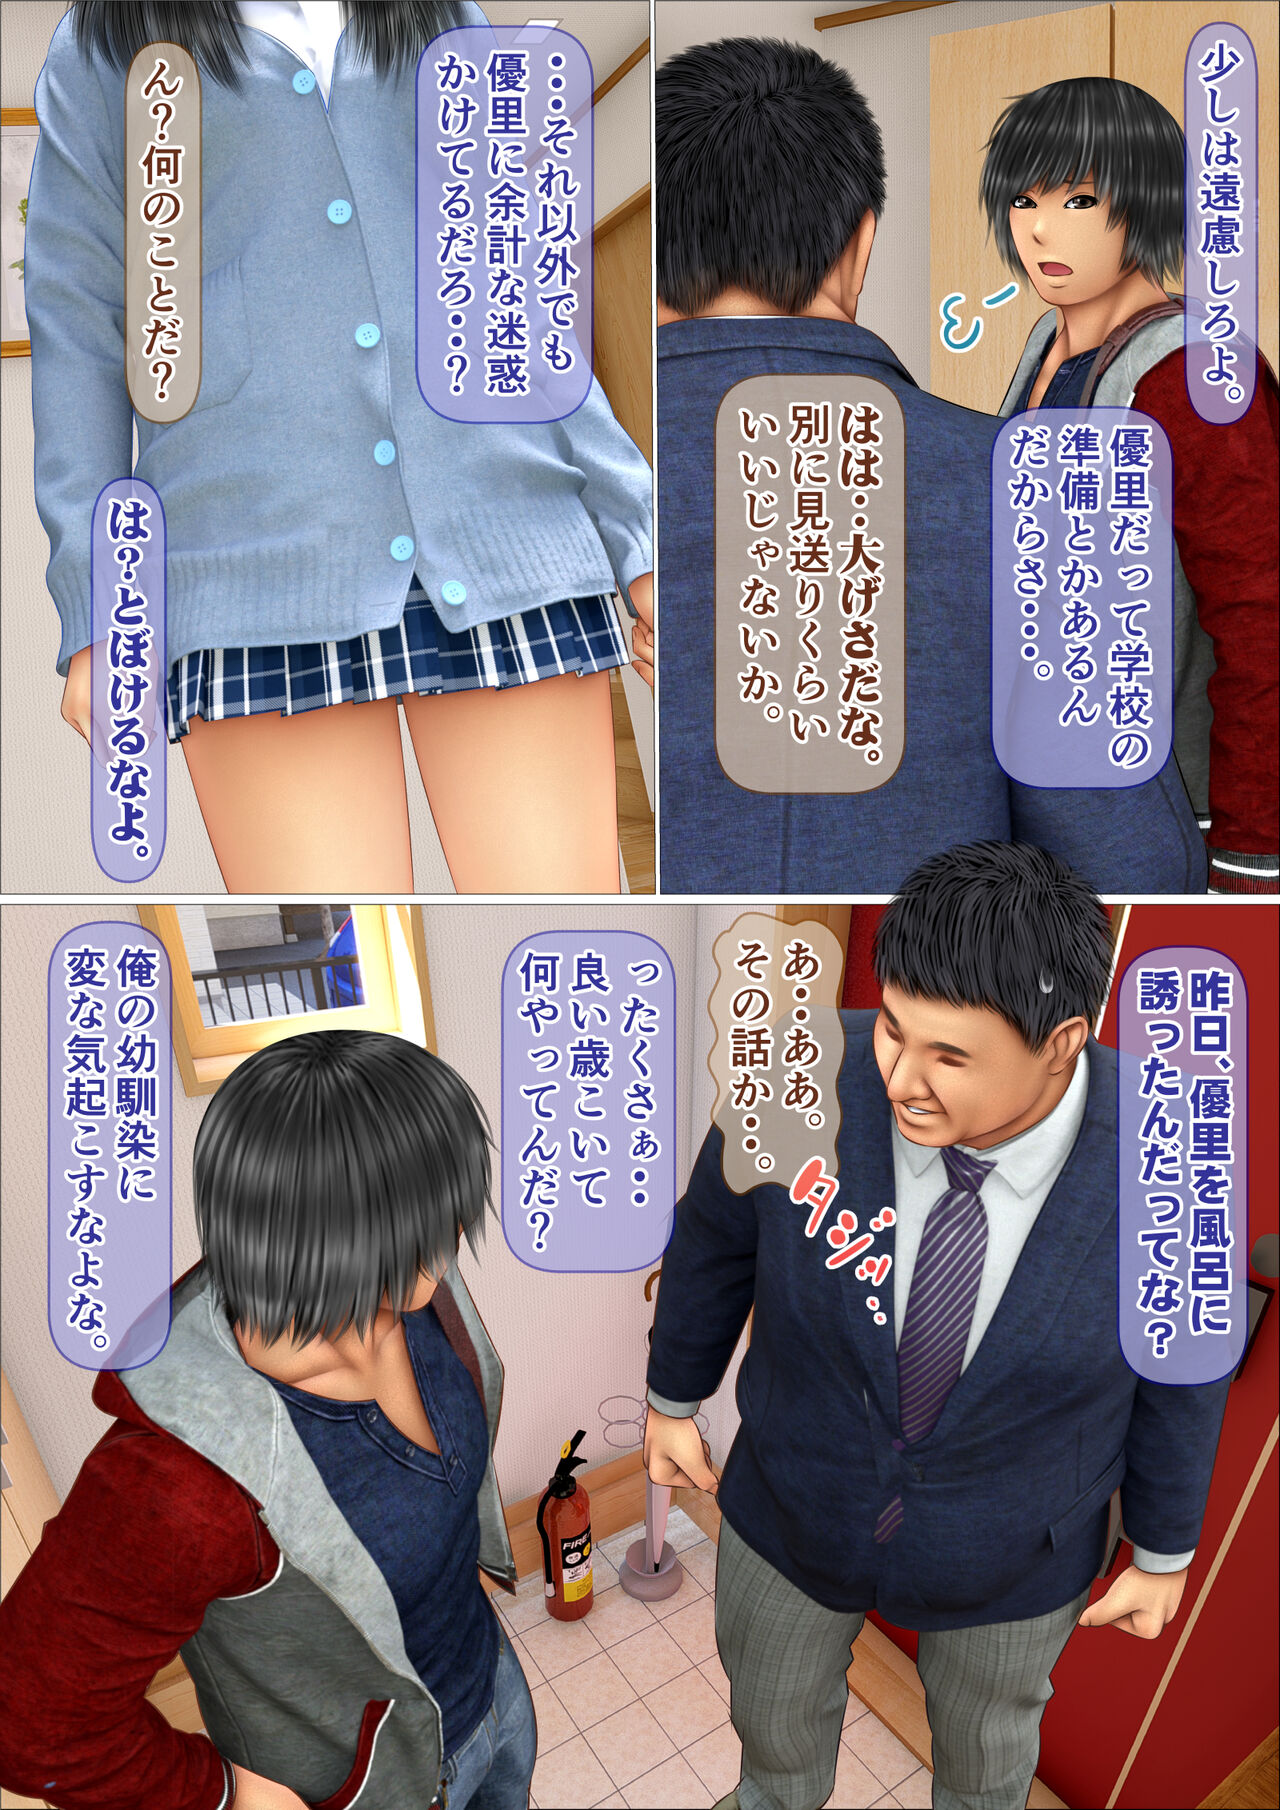 少しは遠慮しろよ。
優里だって学校の
準備とかあるん
だからさ・・・・。
はは・・大げさだな。
別に見送りくらい
いいじゃないか。
・・・それ以外でも
優里に余計な迷惑
かけてるだろ・・・？
ん？何のことだ？
は？とぼけるなよ。
昨日、優里を風呂に
誘ったんだってな？
あ・・ああ。
その話か・・・。
タジッ・・
ったくさぁ・・
良い歳こいて
何やってんだ？
俺の幼馴染に
変な気起こすなよな。
FIRE